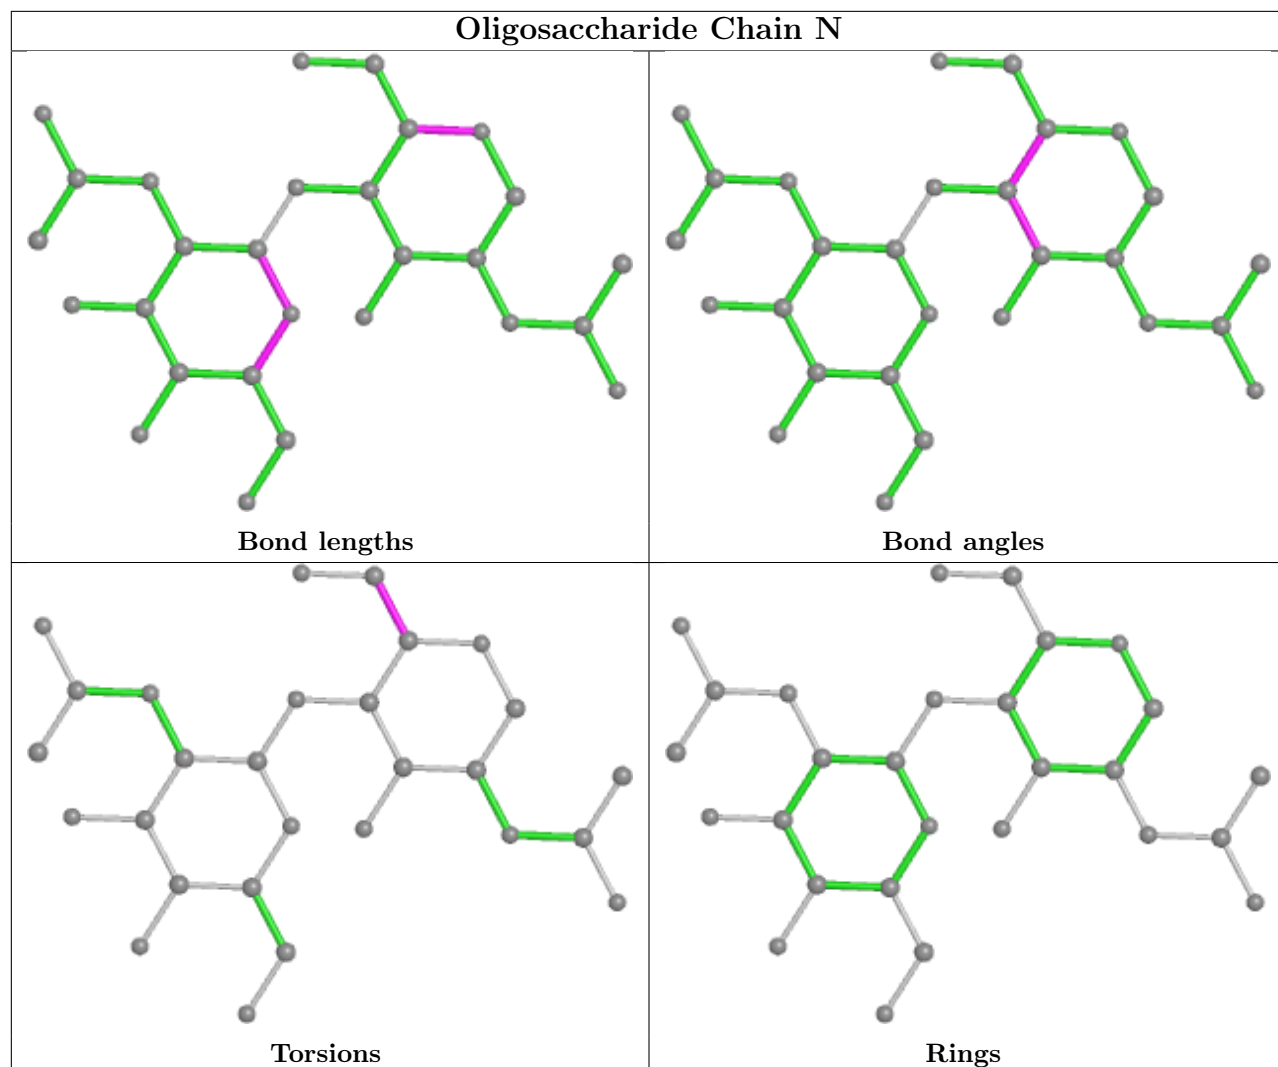 Oligosaccharide Chain N
Bond lengths
Bond angles
Torsions
Rings